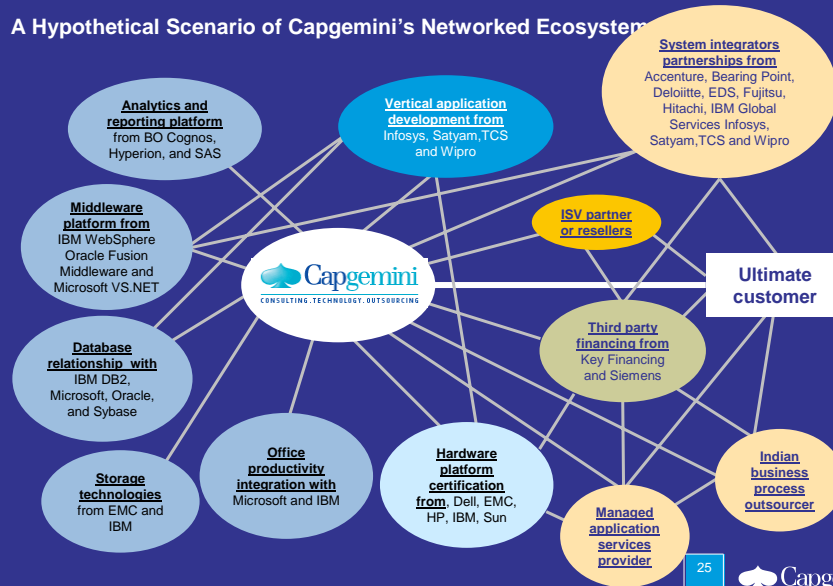 A Hypothetical Scenario of Capgemini's Networked Ecosystem
System integrators
partnerships from
Accenture, Bearing Point,
Deloiitte, EDS, Fujitsu,
Hitachi, IBM Global
Services Infosys,
Satyam,TCS and Wipro
Analytics and
reporting platform
from BO Cognos,
Hyperion, and SAS
Vertical application
development from
Infosys, Satyam,TCS
and Wipro
Middleware
platform from
IBM WebSphere
Oracle Fusion
Middleware and
Microsoft VS.NET
ISV partner
or resellers
Capgemini
CONSULTING.TECHNOLOGY.OUTSOURCING
Ultimate
customer
Database
relationship with
IBM DB2,
Microsoft, Oracle,
and Sybase
Third party
financing from
Key Financing
and Siemens
Storage
technologies
from EMC and
IBM
Office
productivity
integration with
Microsoft and IBM
Hardware
platform
certification
from, Dell, EMC,
HP, IBM, Sun
Managed
application
services
provider
Indian
business
process
outsourcer
25
Capg